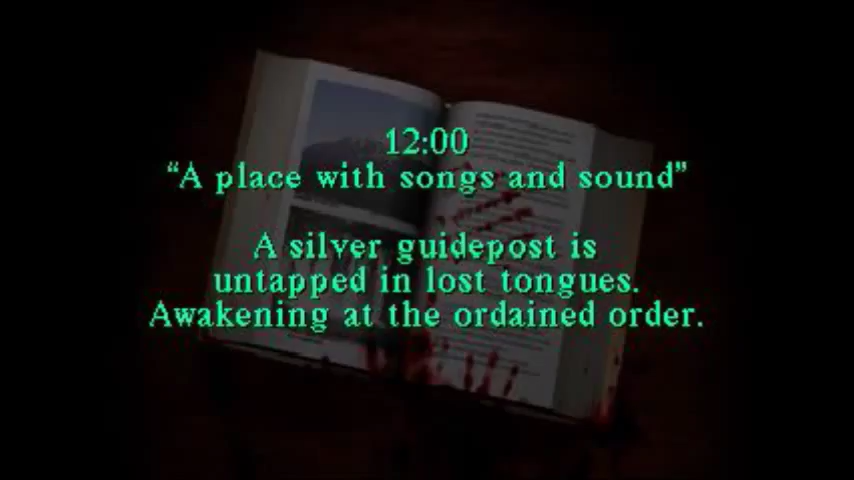 12:00
“A place with songs and sound”
A silver guidepost is
untapped in lost tongues.
Awakening at the ordained order.